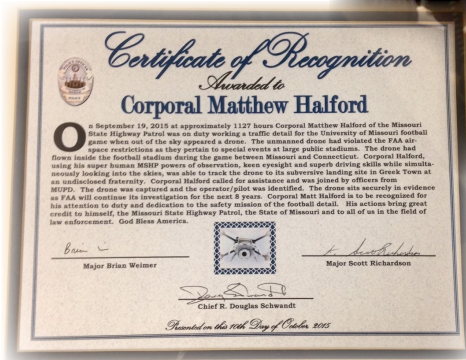 Certificate of Recognition
Awarded to
Corporal Matthew Halford
On September 19, 2015 at approximately 1127 hours Corporal Matthew Halford of the Missouri
State Highway Patrol was on duty working a traffic detail for the University of Missouri football
game when out of the sky appeared a drone. The unmanned drone had violated the FAA air-
space restrictions as they pertain to special events at large public stadiums. The drone had
flown inside the football stadium during the game between Missouri and Connecticut. Corporal Halford,
using his super human MSHP powers of observation, keen eyesight and superb driving skills while simulta-
neously looking into the skies, was able to track the drone to its subversive landing site in Greek Town at
an undisclosed fraternity. Corporal Halford called for assistance and was joined by officers from
MUPD. The drone was captured and the operator/pilot was identified. The drone sits securely in evidence
as FAA will continue its investigation for the next 8 years. Corporal Matt Halford is to be recognized for
his attention to duty and dedication to the safety mission of the football detail. His actions bring great
credit to himself, the Missouri State Highway Patrol, the State of Missouri and to all of us in the field of
law enforcement. God Bless America.
Major Brian Weimer
Major Scott Richardson
Chief R. Douglas Schwandt
Presented on this 10th Day of October 2015